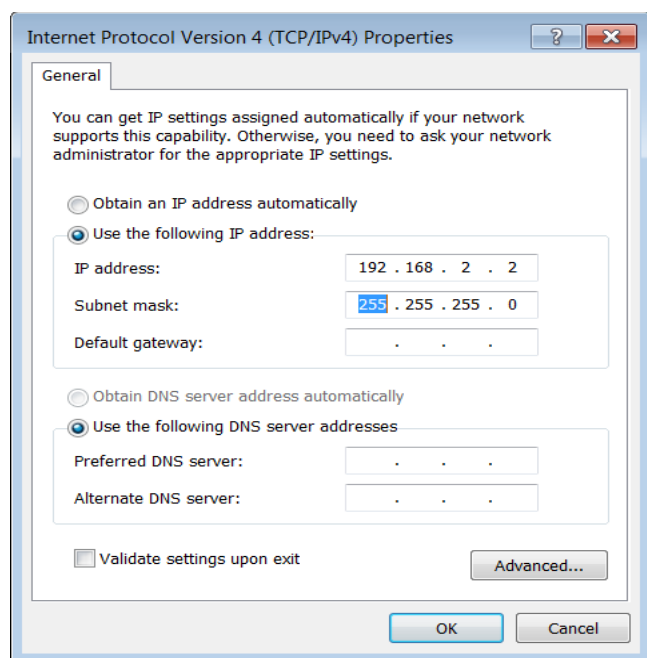 Internet Protocol Version 4 (TCP/IPv4) Properties
General
You can get IP settings assigned automatically if your network
supports this capability. Otherwise, you need to ask your network
administrator for the appropriate IP settings.
Obtain an IP address automatically
Use the following IP address:
IP address: 192 . 168 . 2 . 2
Subnet mask: 255 . 255 . 255 . 0
Default gateway: . . .
Obtain DNS server address automatically
Use the following DNS server addresses
Preferred DNS server: . . .
Alternate DNS server: . . .
Validate settings upon exit
Advanced...
OK Cancel